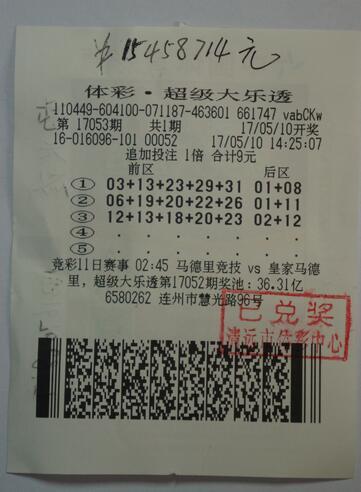 15458714元
体彩·超级大乐透
110449-604100-071187-463601 661747 vabCKw
第 17053期 共1期 17/05/10开奖
16-016096-101 00052 17/05/10 14:25:07
追加投注 1倍 合计9元
前区 后区
① 03+13+23+29+31 01+08
② 06+19+20+22+26 01+11
③ 12+13+18+20+23 02+12
④
⑤
竞彩11日赛事 02:45 马德里竞技 vs 皇家马德
里,超级大乐透第17052期奖池:36.31亿
6580262 连州市慧光路96号
已兑奖
清远市体彩中心